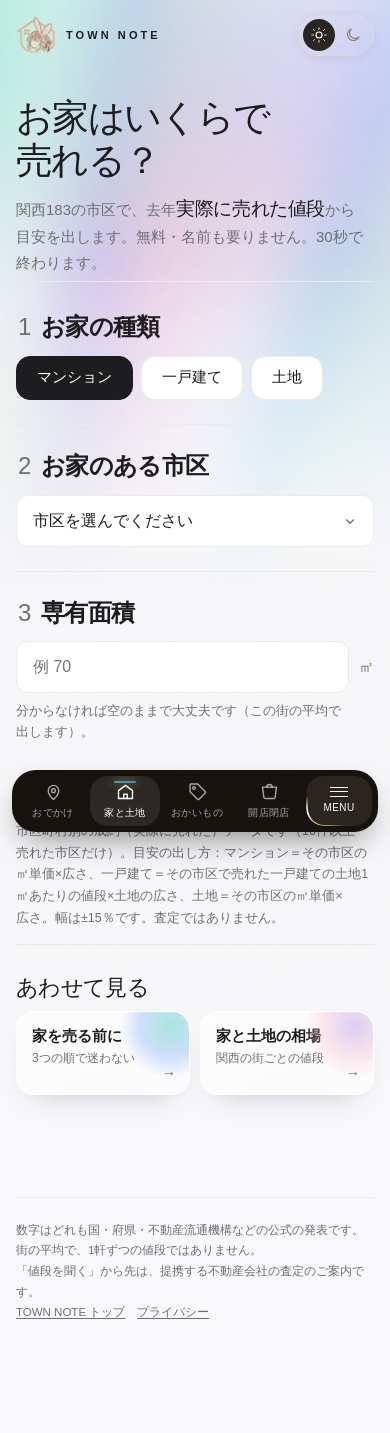 TOWN NOTE
お家はいくらで
売れる？
関西183の市区で、去年実際に売れた値段から
目安を出します。無料・名前も要りません。30秒で
終わります。
1 お家の種類
マンション 一戸建て 土地
2 お家のある市区
市区を選んでください
3 専有面積
例 70 ㎡
分からなければ空のままで大丈夫です（この街の平均で
出します）。
おでかけ 家と土地 おかいもの 開店閉店 MENU
売れた市区だけ）。目安の出し方：マンション＝その市区の
㎡単価×広さ、一戸建て＝その市区で売れた一戸建ての土地1
㎡あたりの値段×土地の広さ、土地＝その市区の㎡単価×
広さ。幅は±15％です。査定ではありません。
あわせて見る
家を売る前に
3つの順で迷わない
→
家と土地の相場
関西の街ごとの値段
→
数字はどれも国・府県・不動産流通機構などの公式の発表です。
街の平均で、1軒ずつの値段ではありません。
「値段を聞く」から先は、提携する不動産会社の査定のご案内で
す。
TOWN NOTE トップ プライバシー